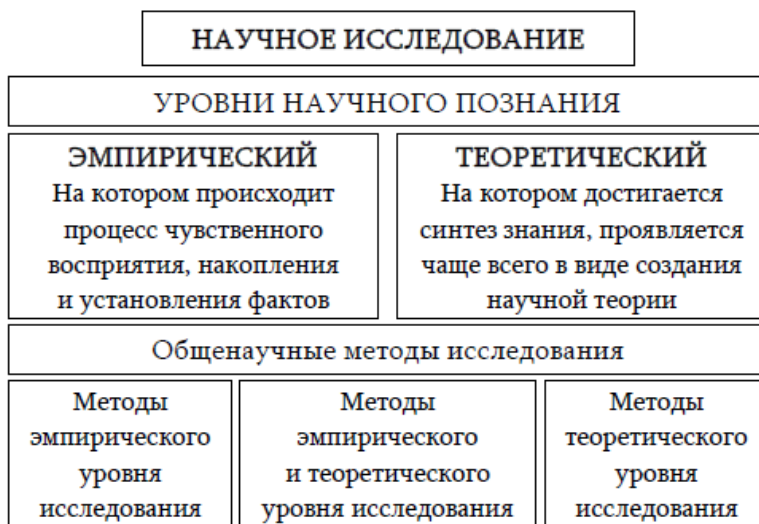 НАУЧНОЕ ИССЛЕДОВАНИЕ
УРОВНИ НАУЧНОГО ПОЗНАНИЯ
ЭМПИРИЧЕСКИЙ
На котором происходит
процесс чувственного
восприятия, накопления
и установления фактов
ТЕОРЕТИЧЕСКИЙ
На котором достигается
синтез знания, проявляется
чаще всего в виде создания
научной теории
Общенаучные методы исследования
Методы
эмпирического
уровня
исследования
Методы
эмпирического
и теоретического
уровня исследования
Методы
теоретического
уровня
исследования